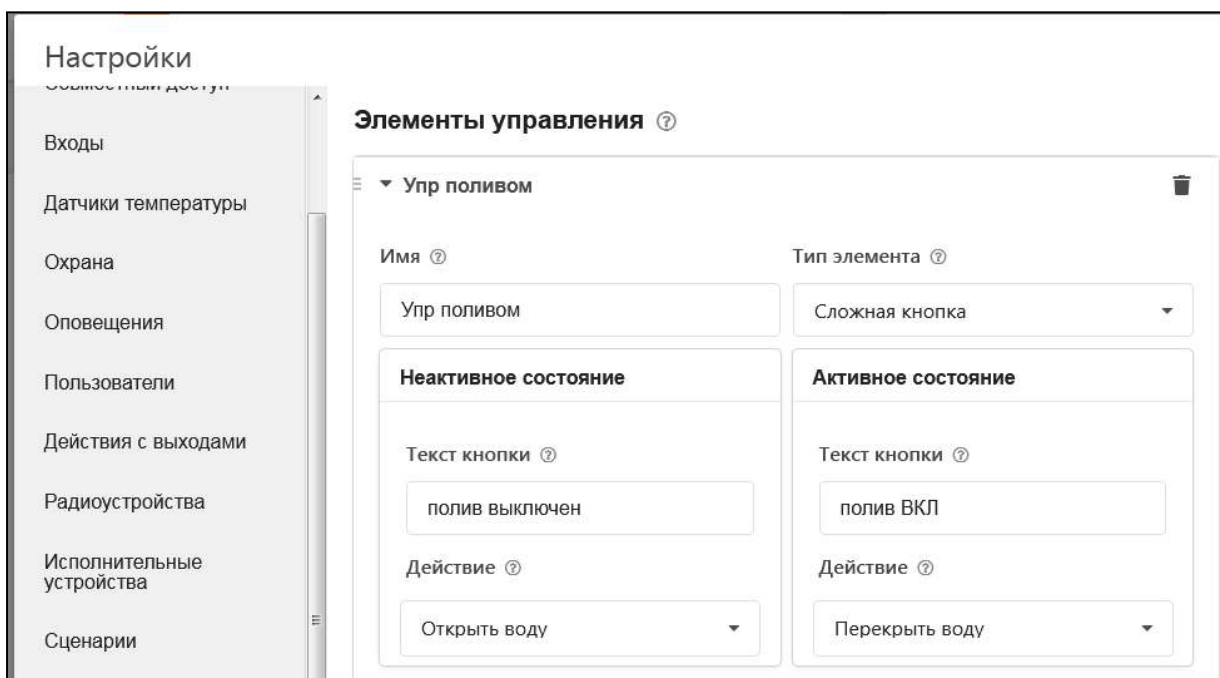 Настройки
Совместный доступ
Входы
Датчики температуры
Охрана
Оповещения
Пользователи
Действия с выходами
Радиоустройства
Исполнительные
устройства
Сценарии
Элементы управления
Упр поливом
Имя
Тип элемента
Упр поливом
Сложная кнопка
Неактивное состояние
Активное состояние
Текст кнопки
Текст кнопки
полив выключен
полив ВКЛ
Действие
Действие
Открыть воду
Перекрыть воду